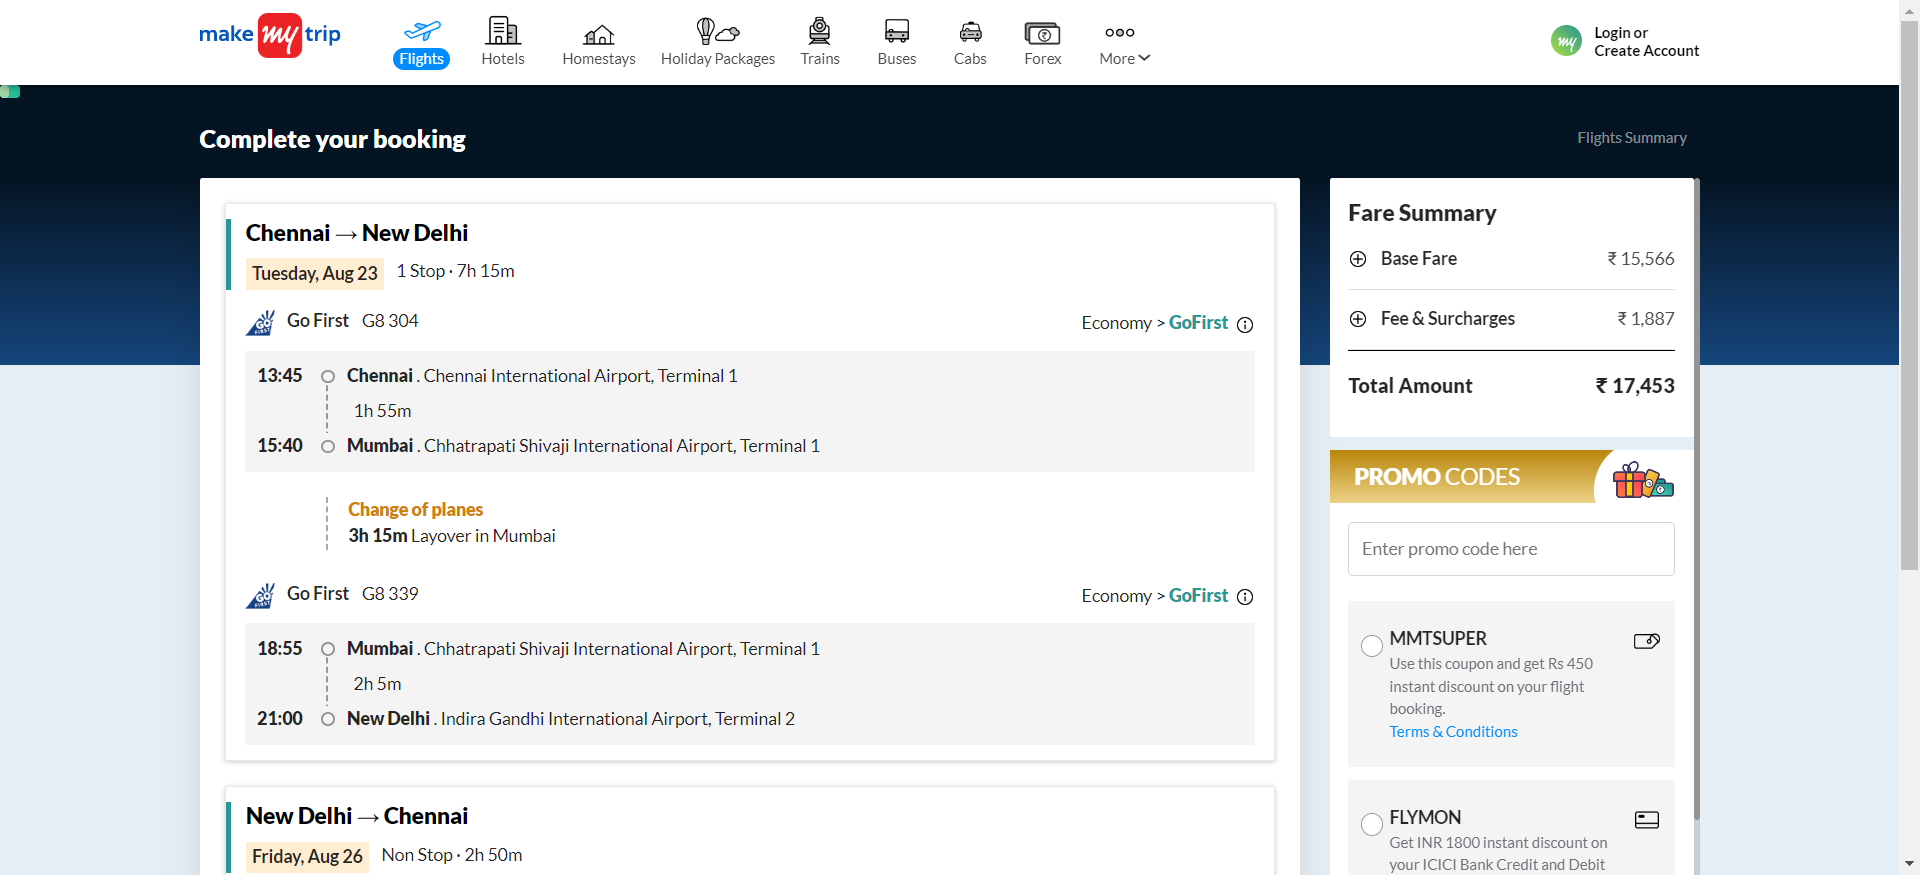 make my trip
Flights
Hotels
Homestays
Holiday Packages
Trains
Buses
Cabs
Forex
More
my
Login or
Create Account
Complete your booking
Flights Summary
Chennai → New Delhi
Tuesday, Aug 23 1 Stop · 7h 15m
GO FIRST Go First G8 304
Economy > GoFirst
13:45 Chennai . Chennai International Airport, Terminal 1
1h 55m
15:40 Mumbai . Chhatrapati Shivaji International Airport, Terminal 1
Change of planes
3h 15m Layover in Mumbai
GO FIRST Go First G8 339
Economy > GoFirst
18:55 Mumbai . Chhatrapati Shivaji International Airport, Terminal 1
2h 5m
21:00 New Delhi . Indira Gandhi International Airport, Terminal 2
New Delhi → Chennai
Friday, Aug 26 Non Stop · 2h 50m
Fare Summary
Base Fare ₹ 15,566
Fee & Surcharges ₹ 1,887
Total Amount ₹ 17,453
PROMO CODES
Enter promo code here
MMTSUPER
Use this coupon and get Rs 450
instant discount on your flight
booking.
Terms & Conditions
FLYMON
Get INR 1800 instant discount on
your ICICI Bank Credit and Debit